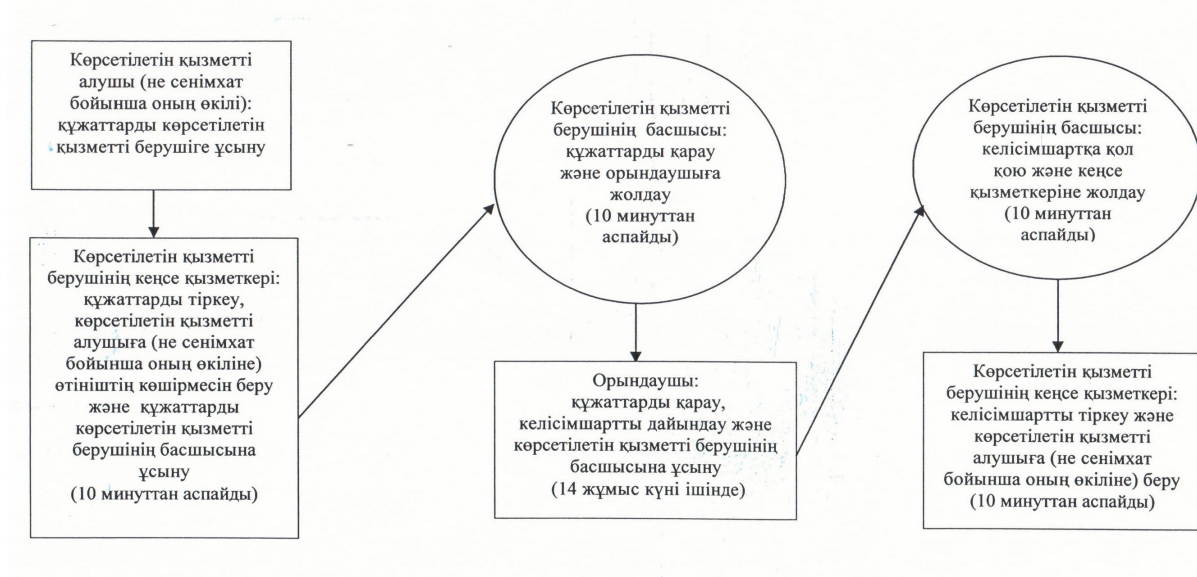 Көрсетілетін қызметті
алушы (не сенімхат
бойынша оның өкілі):
құжаттарды көрсетілетін
қызметті берушіге ұсыну
Көрсетілетін қызметті
берушінің кеңсе қызметкері:
құжаттарды тіркеу,
көрсетілетін қызметті
алушыға (не сенімхат
бойынша оның өкіліне)
өтініштің көшірмесін беру
және құжаттарды
көрсетілетін қызметті
берушінің басшысына
ұсыну
(10 минуттан аспайды)
Көрсетілетін қызметті
берушінің басшысы:
құжаттарды қарау
және орындаушыға
жолдау
(10 минуттан
аспайды)
Орындаушы:
құжаттарды қарау,
келісімшартты дайындау және
көрсетілетін қызметті берушінің
басшысына ұсыну
(14 жұмыс күні ішінде)
Көрсетілетін қызметті
берушінің басшысы:
келісімшартқа қол
қою және кеңсе
қызметкеріне жолдау
(10 минуттан
аспайды)
Көрсетілетін қызметті
берушінің кеңсе қызметкері:
келісімшартты тіркеу және
көрсетілетін қызметті
алушыға (не сенімхат
бойынша оның өкіліне) беру
(10 минуттан аспайды)